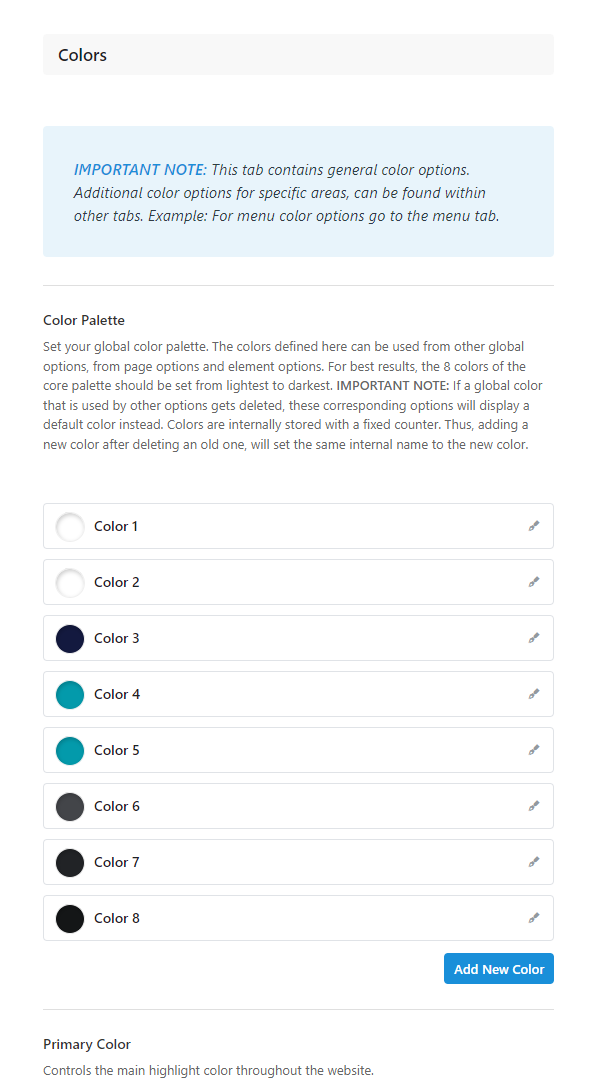 Colors
IMPORTANT NOTE: This tab contains general color options.
Additional color options for specific areas, can be found within
other tabs. Example: For menu color options go to the menu tab.
Color Palette
Set your global color palette. The colors defined here can be used from other global
options, from page options and element options. For best results, the 8 colors of the
core palette should be set from lightest to darkest. IMPORTANT NOTE: If a global color
that is used by other options gets deleted, these corresponding options will display a
default color instead. Colors are internally stored with a fixed counter. Thus, adding a
new color after deleting an old one, will set the same internal name to the new color.
Color 1
Color 2
Color 3
Color 4
Color 5
Color 6
Color 7
Color 8
Add New Color
Primary Color
Controls the main highlight color throughout the website.